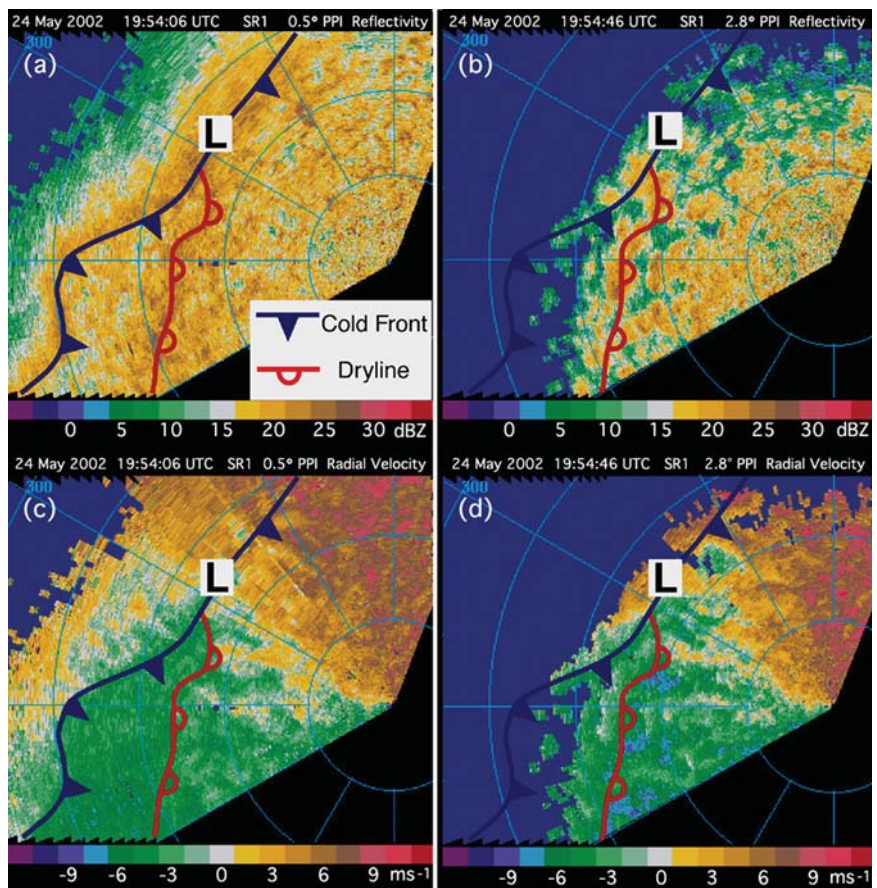 24 May 2002 19:54:06 UTC SR1 0.5º PPI Reflectivity
300
(a)
L
Cold Front
Dryline
0 5 10 15 20 25 30 dBZ
24 May 2002 19:54:46 UTC SR1 2.8º PPI Reflectivity
300
(b)
L
0 5 10 15 20 25 30 dBZ
24 May 2002 19:54:06 UTC SR1 0.5º PPI Radial Velocity
300
(c)
L
-9 -6 -3 0 3 6 9 ms-1
24 May 2002 19:54:46 UTC SR1 2.8° PPI Radial Velocity
300
(d)
L
-9 -6 -3 0 3 6 9 ms-1